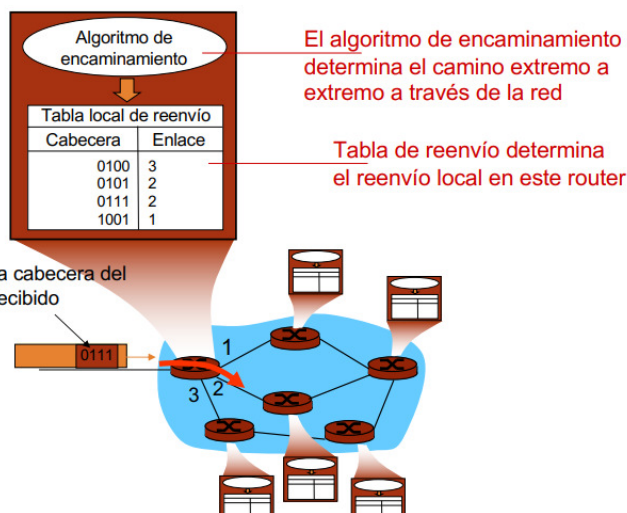 Algoritmo de
encaminamiento
El algoritmo de encaminamiento
determina el camino extremo a
extremo a través de la red
Tabla local de reenvío
Cabecera Enlace
0100 3
0101 2
0111 2
1001 1
Tabla de reenvío determina
el reenvío local en este router
a cabecera del
ecibido
0111
1
2
3